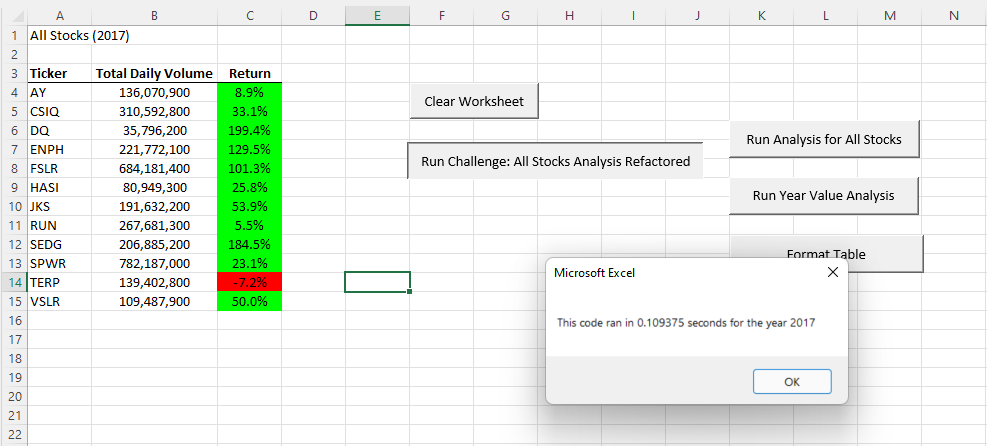 A B C D E F G H I J K L M N
1 All Stocks (2017)
2
3 Ticker Total Daily Volume Return
4 AY 136,070,900 8.9%
5 CSIQ 310,592,800 33.1%
6 DQ 35,796,200 199.4%
7 ENPH 221,772,100 129.5%
8 FSLR 684,181,400 101.3%
9 HASI 80,949,300 25.8%
10 JKS 191,632,200 53.9%
11 RUN 267,681,300 5.5%
12 SEDG 206,885,200 184.5%
13 SPWR 782,187,000 23.1%
14 TERP 139,402,800 -7.2%
15 VSLR 109,487,900 50.0%
16
17
18
19
20
21
22
Clear Worksheet
Run Challenge: All Stocks Analysis Refactored
Run Analysis for All Stocks
Run Year Value Analysis
Format Table
Microsoft Excel
This code ran in 0.109375 seconds for the year 2017
OK